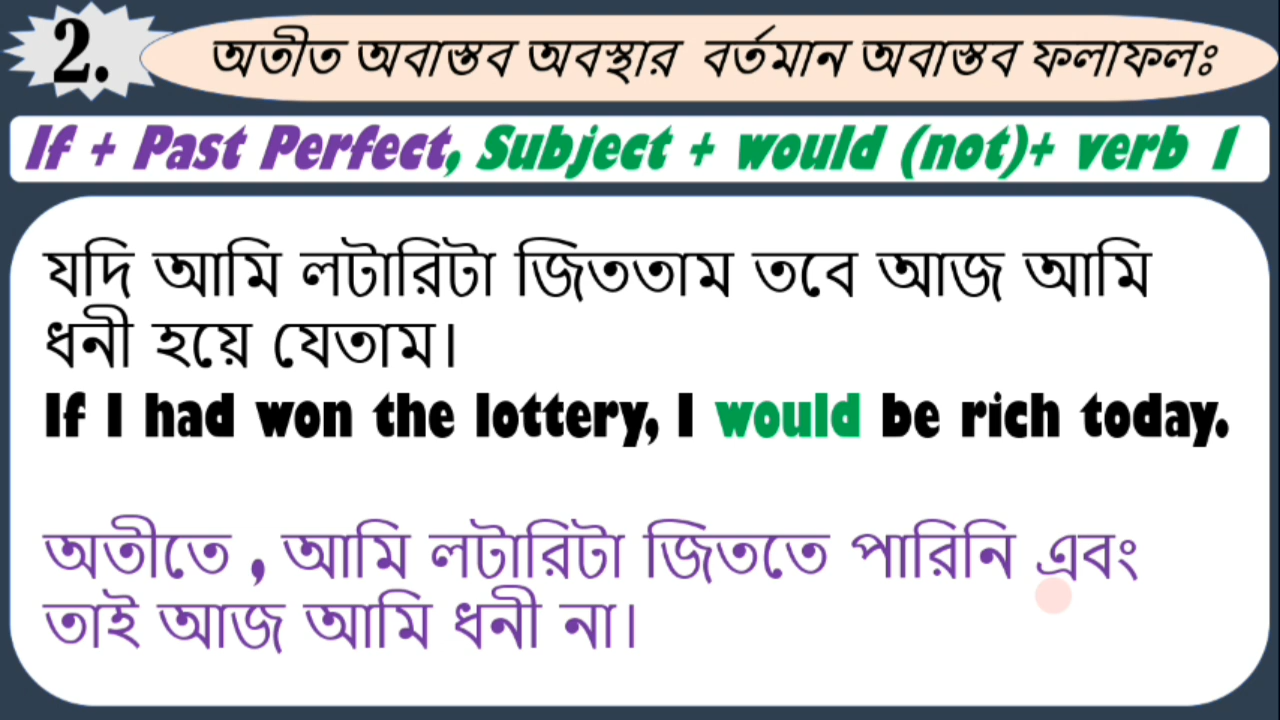 2.
অতীত অবাস্তব অবস্থার বর্তমান অবাস্তব ফলাফলঃ
If + Past Perfect, Subject + would (not)+ verb 1
যদি আমি লটারিটা জিততাম তবে আজ আমি
ধনী হয়ে যেতাম।
If I had won the lottery, I would be rich today.
অতীতে , আমি লটারিটা জিততে পারিনি এবং
তাই আজ আমি ধনী না।